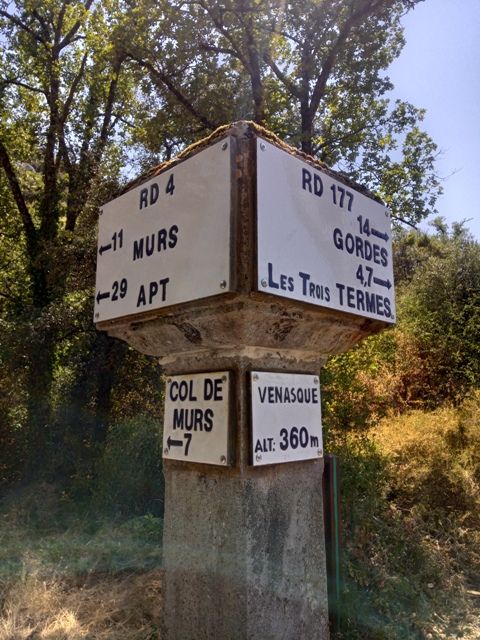 RD 4
←11 MURS
←29 APT
RD 177
14→
GORDES
4,7→
LES TROIS TERMES
COL DE
MURS
←7
VENASQUE
ALT: 360m